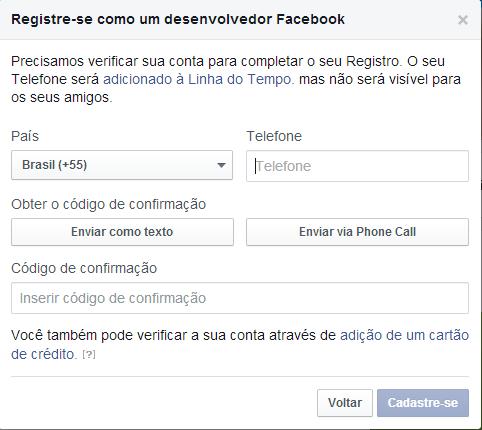 Registre-se como um desenvolvedor Facebook ×
Precisamos verificar sua conta para completar o seu Registro. O seu
Telefone será adicionado à Linha do Tempo. mas não será visível para
os seus amigos.
País Telefone
Brasil (+55) Telefone
Obter o código de confirmação
Enviar como texto Enviar via Phone Call
Código de confirmação
Inserir código de confirmação
Você também pode verificar a sua conta através de adição de um cartão
de crédito. [?]
Voltar Cadastre-se